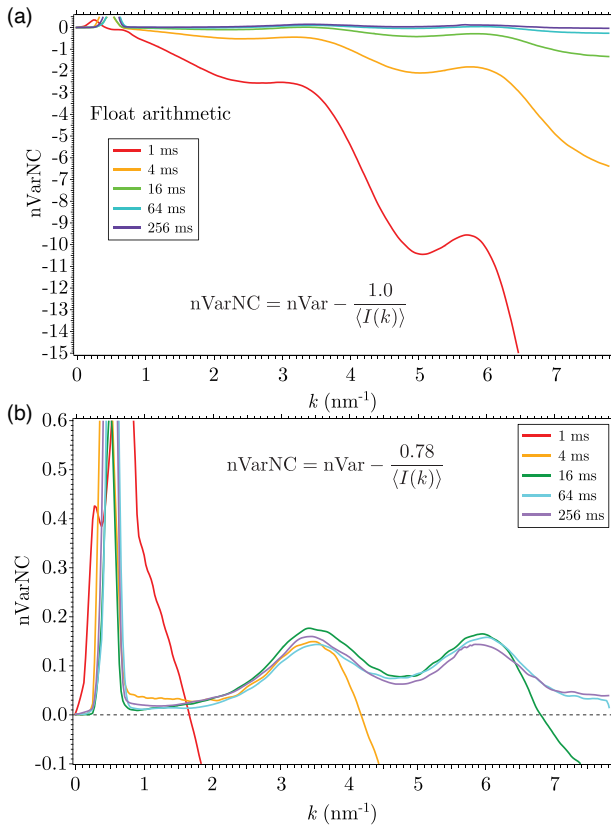 (a)
0
-1
-2
-3
-4
-5
-6
-7
-8
-9
-10
-11
-12
-13
-14
-15
nVarNC
Float arithmetic
1 ms
4 ms
16 ms
64 ms
256 ms
nVarNC = nVar − 1.0 / ⟨I(k)⟩
0 1 2 3 4 5 6 7
k (nm⁻¹)
(b)
0.6
0.5
0.4
0.3
0.2
0.1
0.0
-0.1
nVarNC
nVarNC = nVar − 0.78 / ⟨I(k)⟩
1 ms
4 ms
16 ms
64 ms
256 ms
0 1 2 3 4 5 6 7
k (nm⁻¹)